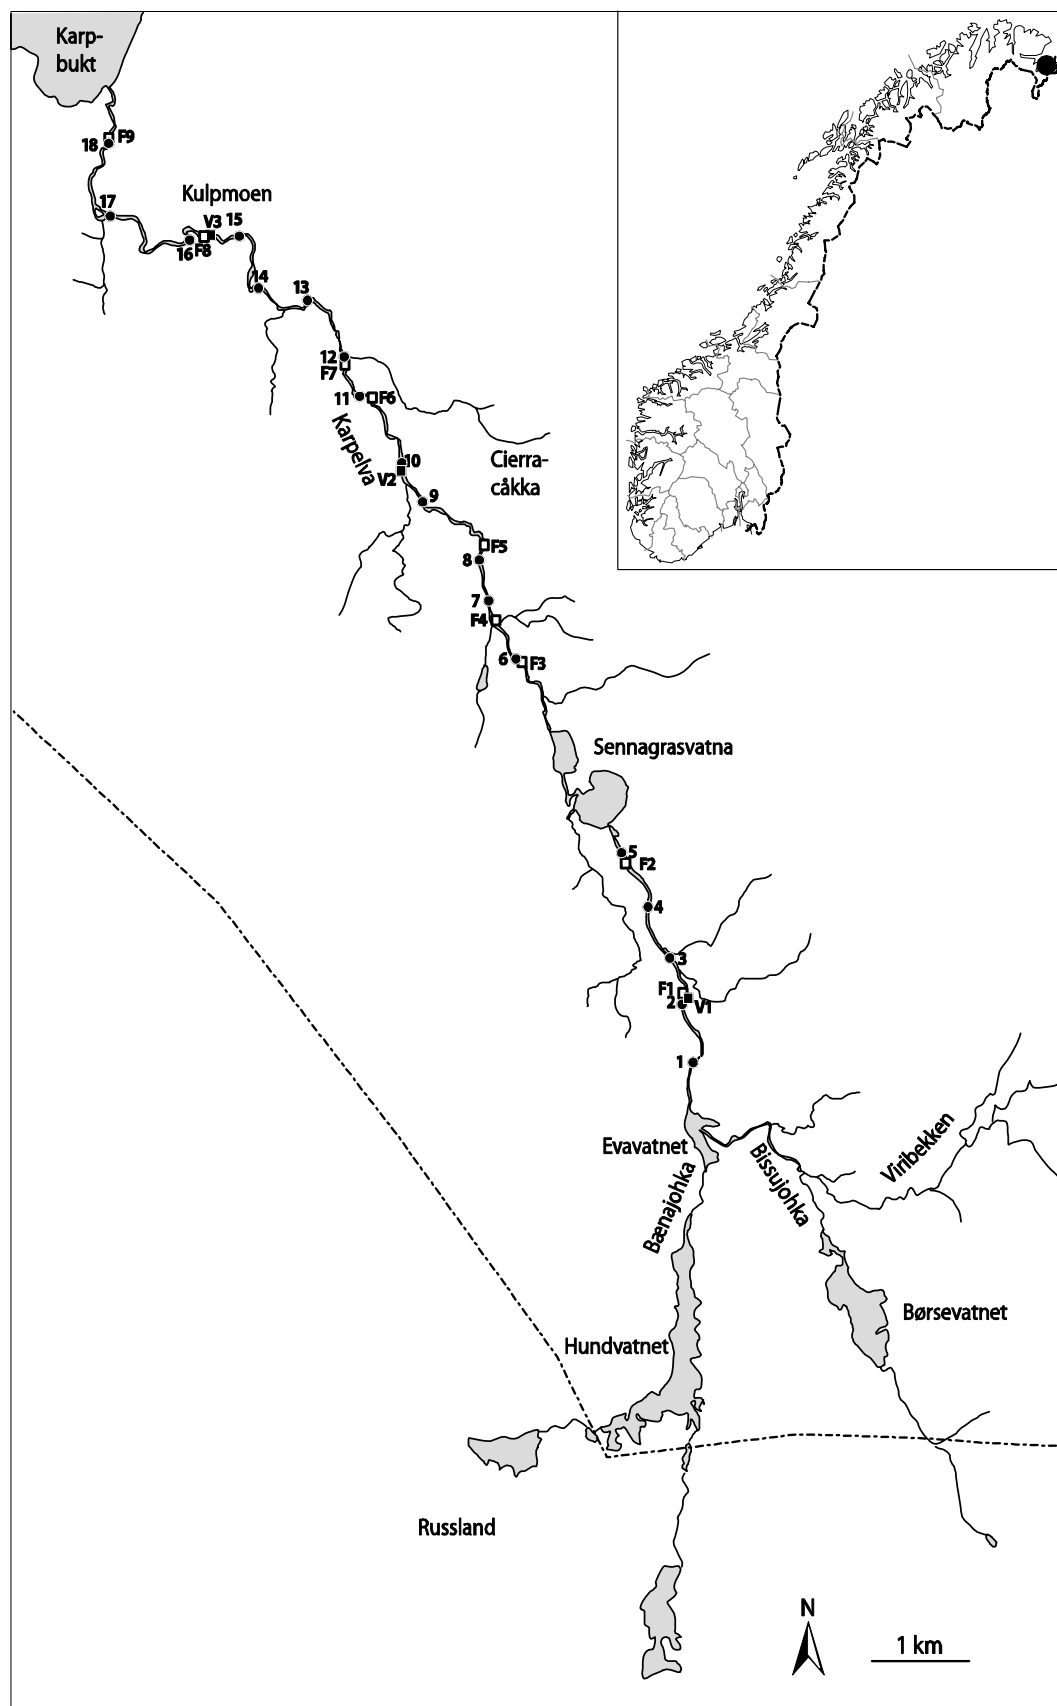 Karp-
bukt
F9
18
17
Kulpmoen
V3
15
16
F8
14
13
12
F7
11
F6
Karpelva
10
V2
Cierra-
cåkka
9
F5
8
7
F4
6
F3
Sennagrasvatna
5
F2
4
3
F1
2
V1
1
Evavatnet
Bænajohka
Bissujohka
Viribekken
Børsevatnet
Hundvatnet
Russland
N
1 km